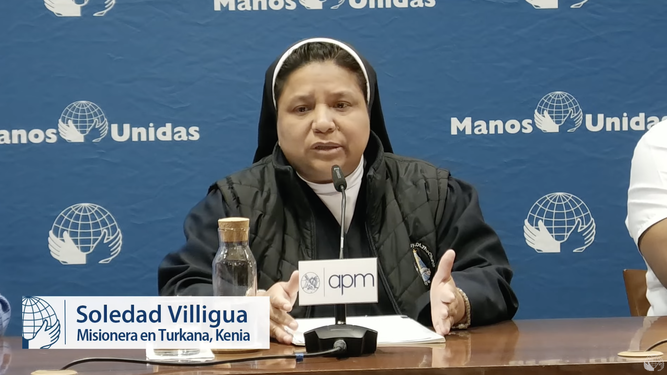 Manos Unidas
Manos Unidas
Manos Unidas
apm
Soledad Villigua
Misionera en Turkana, Kenia